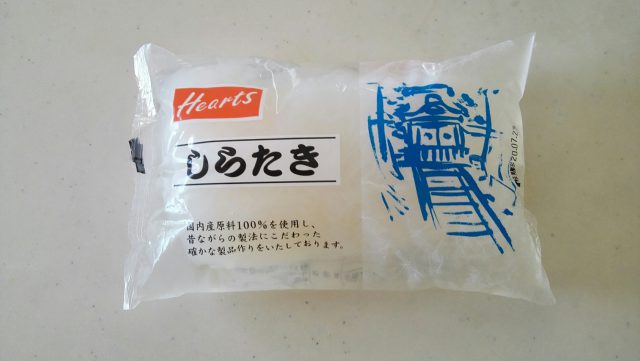 Hearts
しらたき
国内産原料100%を使用し、
昔ながらの製法にこだわった
確かな製品作りをいたしております。